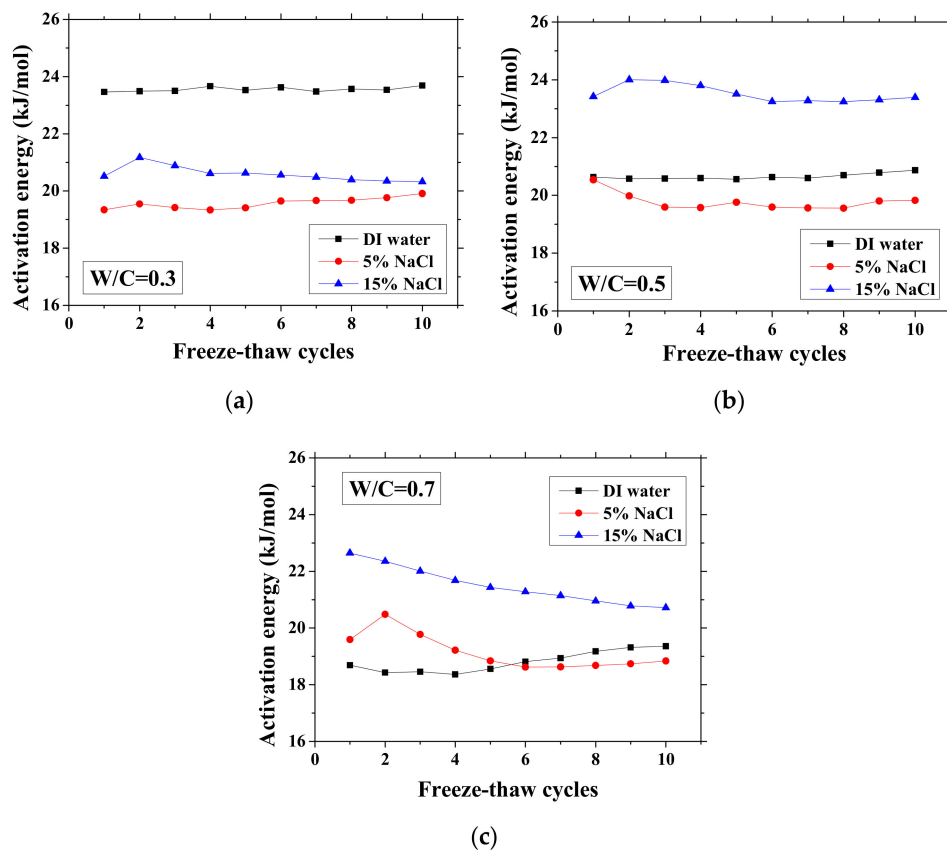 26
24
22
20
18
16
Activation energy (kJ/mol)
DI water
5% NaCl
15% NaCl
W/C=0.3
0 2 4 6 8 10
Freeze-thaw cycles
(a)
26
24
22
20
18
16
Activation energy (kJ/mol)
DI water
5% NaCl
15% NaCl
W/C=0.5
0 2 4 6 8 10
Freeze-thaw cycles
(b)
26
24
22
20
18
16
Activation energy (kJ/mol)
W/C=0.7
DI water
5% NaCl
15% NaCl
0 2 4 6 8 10
Freeze-thaw cycles
(c)